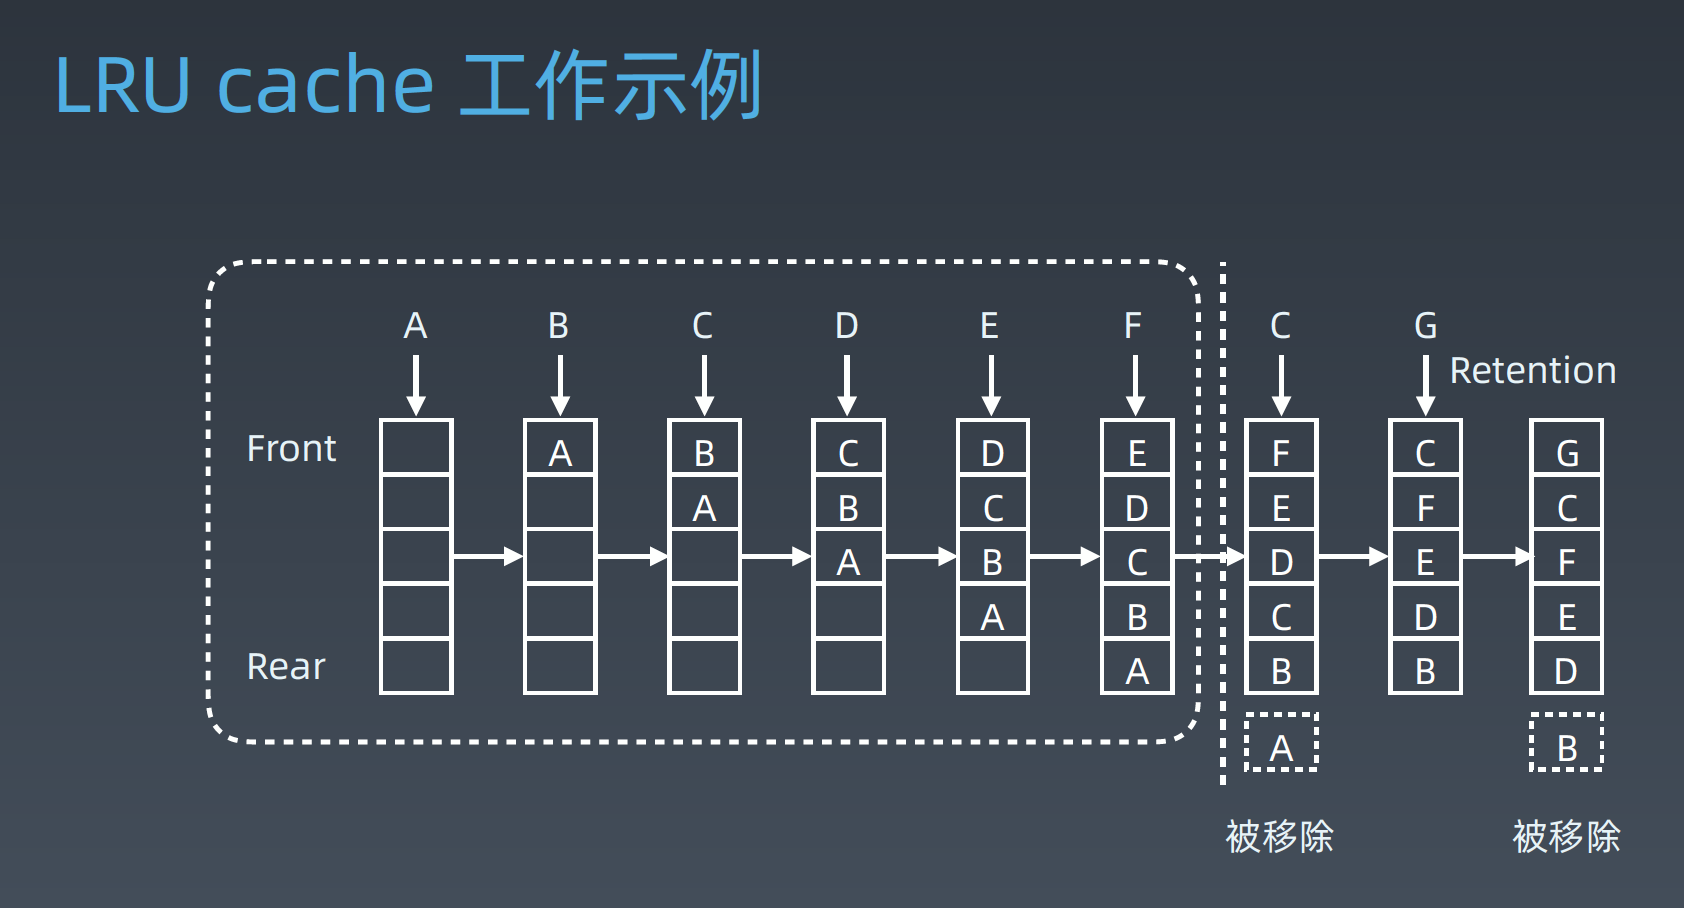 LRU cache 工作示例
A B C D E F C G
Retention
Front A B C D E F C G
A B C D E F C
A B C D E F
A B C D E
Rear A B B D
A B
被移除 被移除